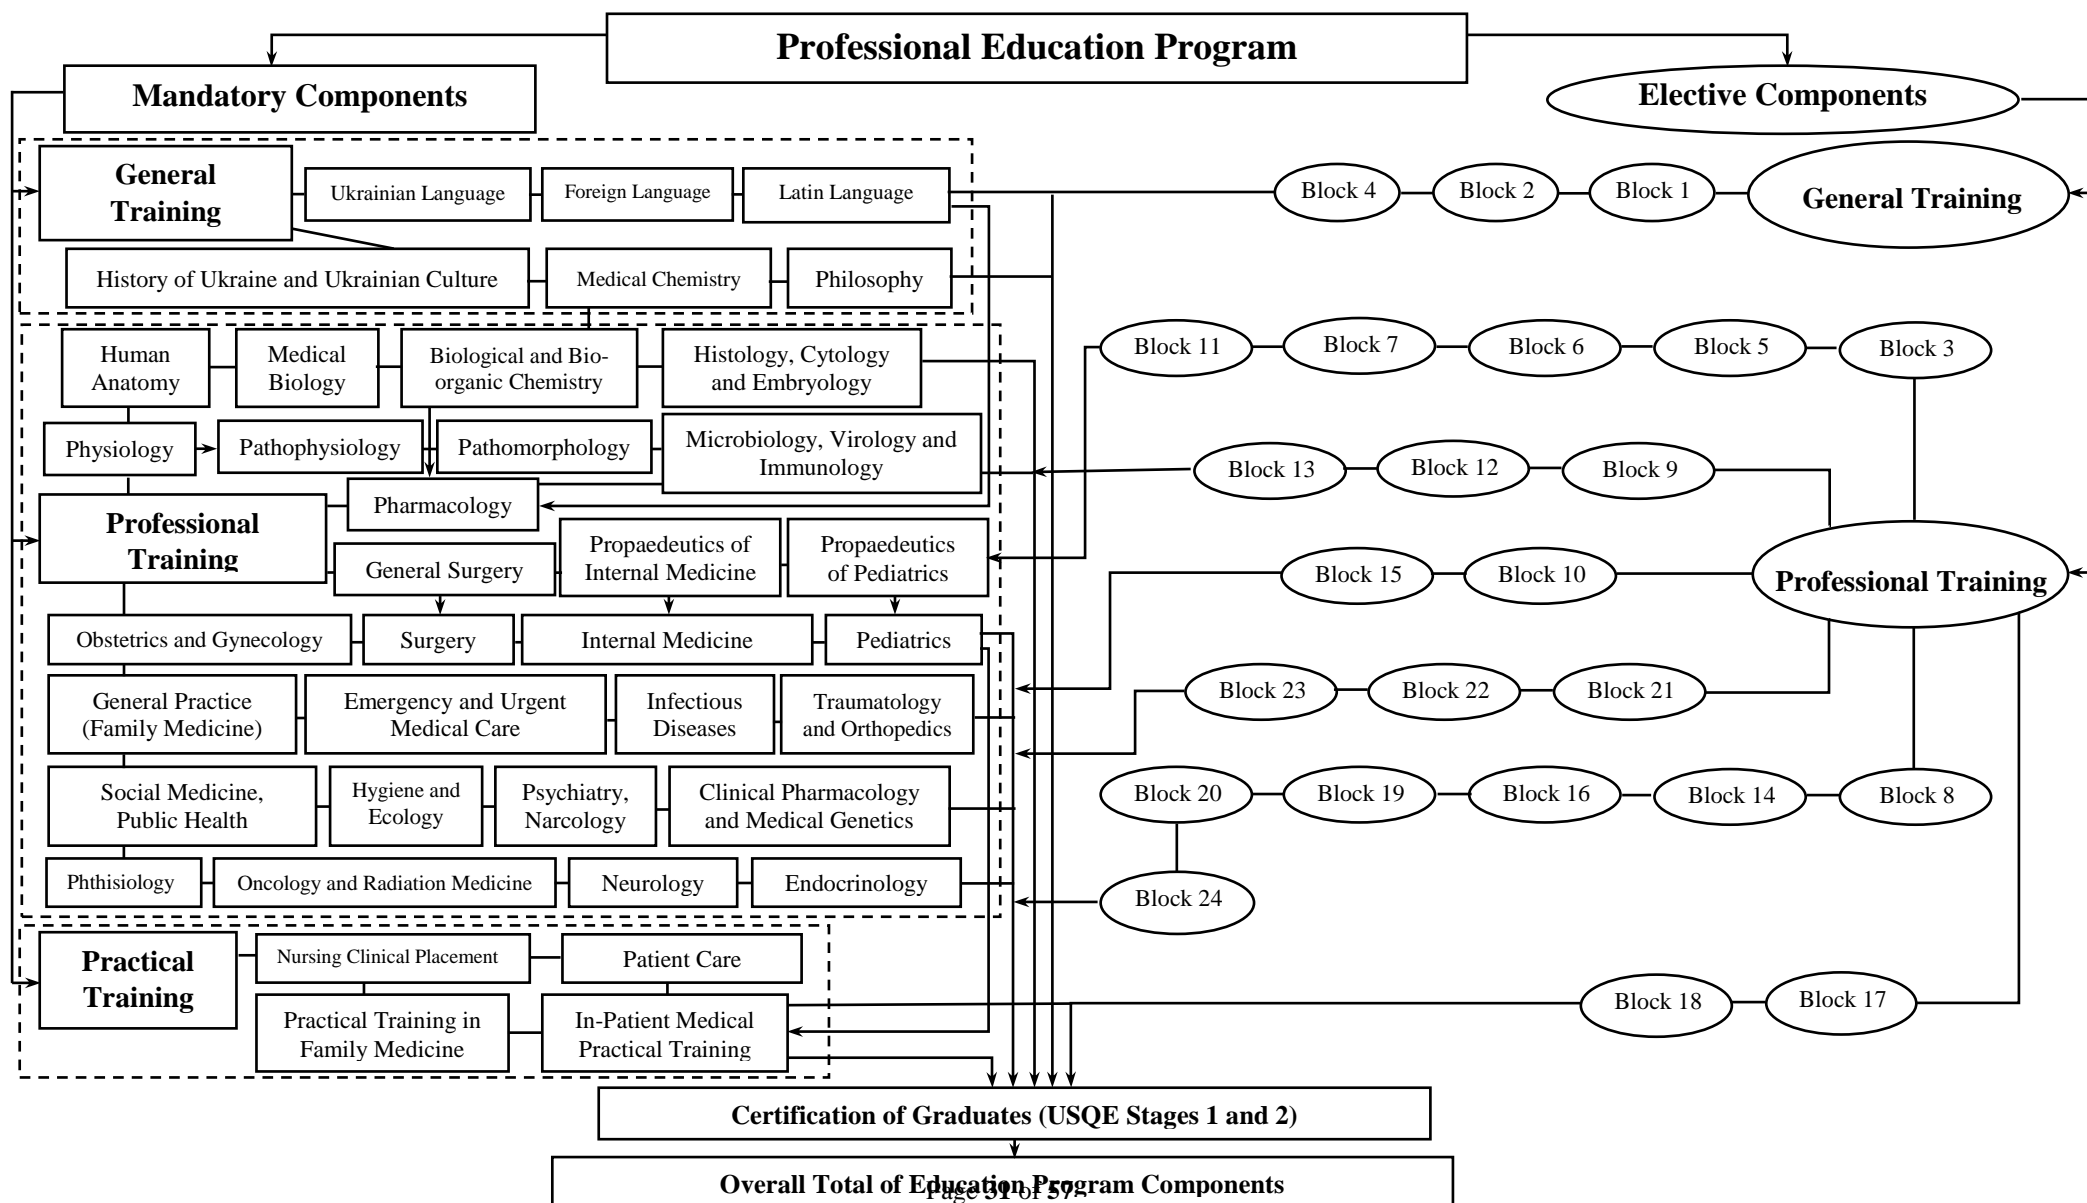 Professional Education Program
Mandatory Components
Elective Components
General
Training
Ukrainian Language
Foreign Language
Latin Language
Block 4
Block 2
Block 1
General Training
History of Ukraine and Ukrainian Culture
Medical Chemistry
Philosophy
Human
Anatomy
Medical
Biology
Biological and Bio-
organic Chemistry
Histology, Cytology
and Embryology
Block 11
Block 7
Block 6
Block 5
Block 3
Physiology
Pathophysiology
Pathomorphology
Microbiology, Virology and
Immunology
Block 13
Block 12
Block 9
Pharmacology
Professional
Training
General Surgery
Propaedeutics of
Internal Medicine
Propaedeutics
of Pediatrics
Block 15
Block 10
Professional Training
Obstetrics and Gynecology
Surgery
Internal Medicine
Pediatrics
General Practice
(Family Medicine)
Emergency and Urgent
Medical Care
Infectious
Diseases
Traumatology
and Orthopedics
Block 23
Block 22
Block 21
Social Medicine,
Public Health
Hygiene and
Ecology
Psychiatry,
Narcology
Clinical Pharmacology
and Medical Genetics
Block 20
Block 19
Block 16
Block 14
Block 8
Phthisiology
Oncology and Radiation Medicine
Neurology
Endocrinology
Block 24
Practical
Training
Nursing Clinical Placement
Patient Care
Practical Training in
Family Medicine
In-Patient Medical
Practical Training
Block 18
Block 17
Certification of Graduates (USQE Stages 1 and 2)
Overall Total of Education Program Components
Page 31 of 57